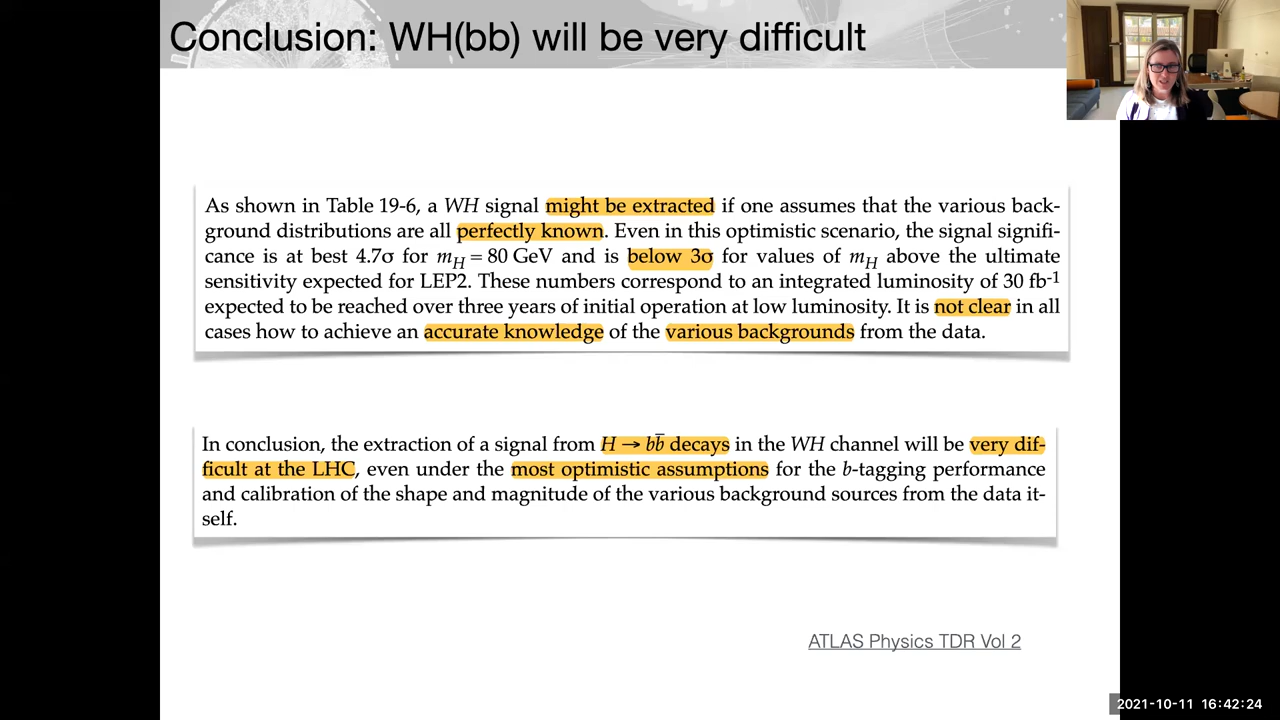 Conclusion: WH(bb) will be very difficult
As shown in Table 19-6, a WH signal might be extracted if one assumes that the various back-
ground distributions are all perfectly known. Even in this optimistic scenario, the signal signifi-
cance is at best 4.7σ for m_H = 80 GeV and is below 3σ for values of m_H above the ultimate
sensitivity expected for LEP2. These numbers correspond to an integrated luminosity of 30 fb⁻¹
expected to be reached over three years of initial operation at low luminosity. It is not clear in all
cases how to achieve an accurate knowledge of the various backgrounds from the data.
In conclusion, the extraction of a signal from H → bb̄ decays in the WH channel will be very dif-
ficult at the LHC, even under the most optimistic assumptions for the b-tagging performance
and calibration of the shape and magnitude of the various background sources from the data it-
self.
ATLAS Physics TDR Vol 2
2021-10-11 16:42:24